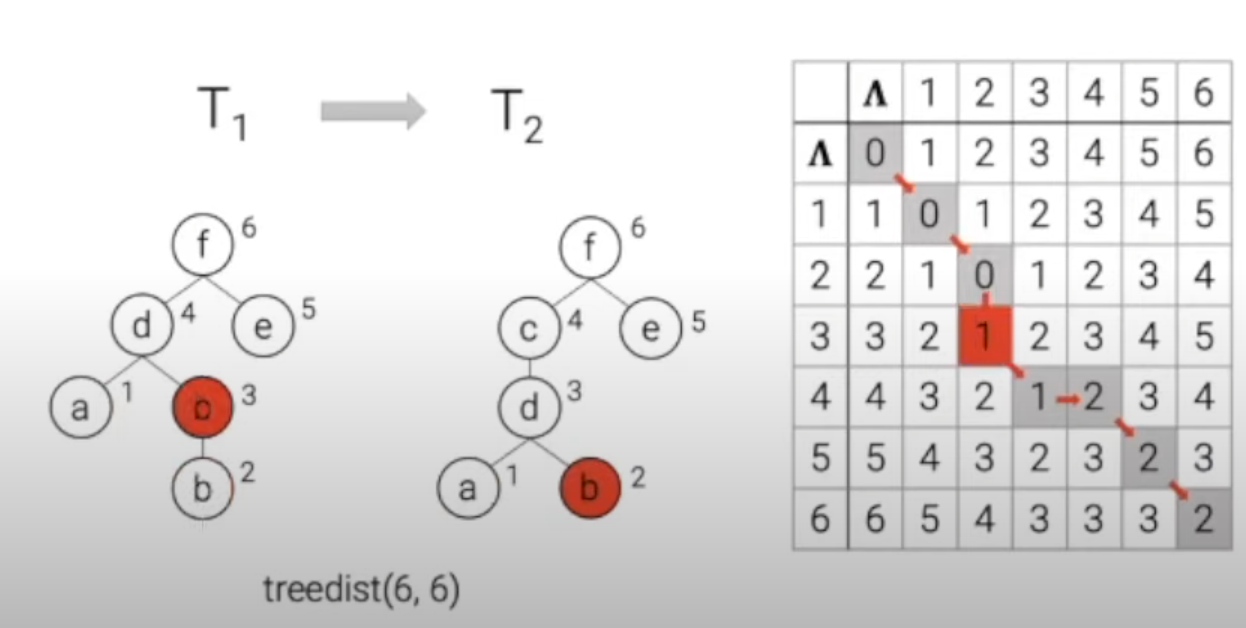 T1 T2
f 6
d 4 e 5
a 1 3
b 2
f 6
c 4 e 5
d 3
a 1 b 2
treedist(6, 6)
Λ 1 2 3 4 5 6
Λ 0 1 2 3 4 5 6
1 1 0 1 2 3 4 5
2 2 1 0 1 2 3 4
3 3 2 1 2 3 4 5
4 4 3 2 1 2 3 4
5 5 4 3 2 3 2 3
6 6 5 4 3 3 3 2